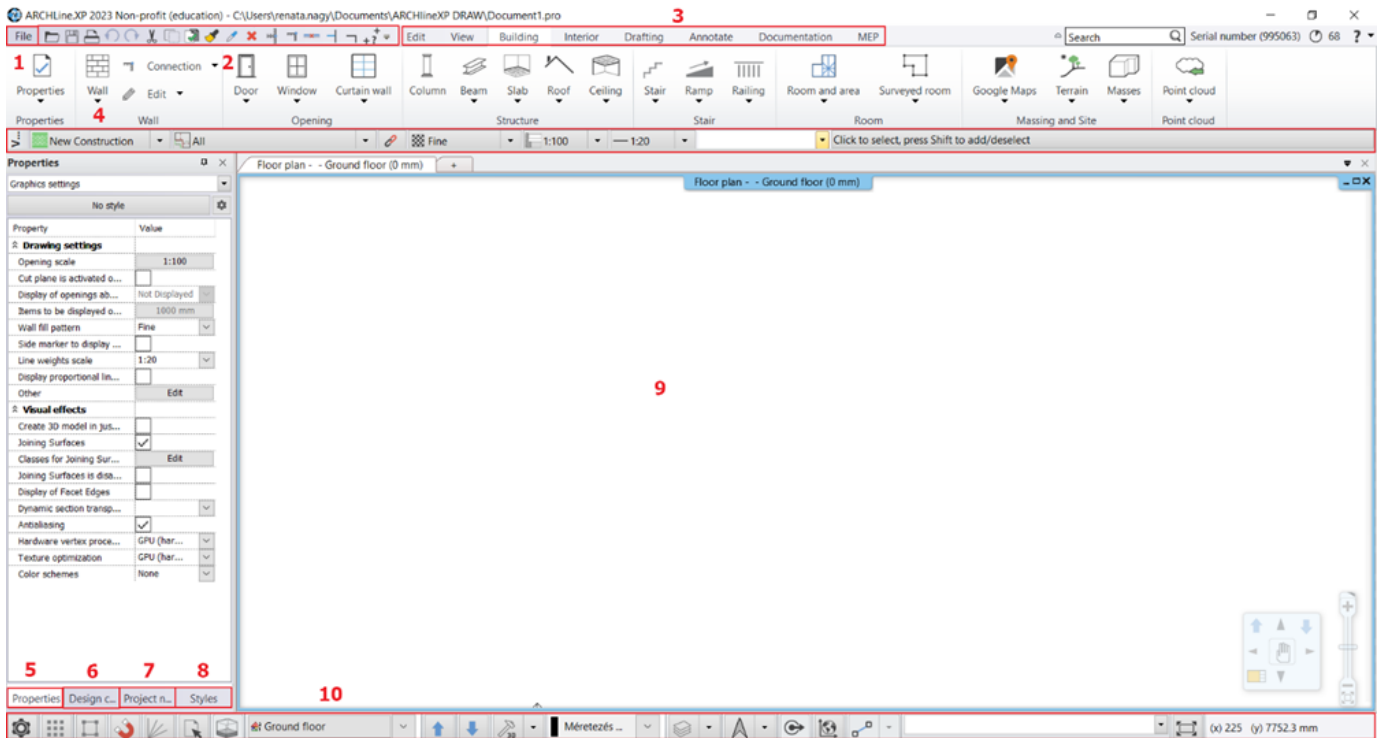 ARCHLine.XP 2023 Non-profit (education) - C:\Users\renata.nagy\Documents\ARCHlineXP DRAW\Document1.pro
3
File Edit View Building Interior Drafting Annotate Documentation MEP Search Serial number (995063) 68 ?
1 2
Connection
Edit
Properties Wall Door Window Curtain wall Column Beam Slab Roof Ceiling Stair Ramp Railing Room and area Surveyed room Google Maps Terrain Masses Point cloud
4
Properties Wall Opening Structure Stair Room Massing and Site Point cloud
New Construction All Fine 1:100 1:20 Click to select, press Shift to add/deselect
Properties
Floor plan - - Ground floor (0 mm) +
Graphics settings
Floor plan - - Ground floor (0 mm)
No style
Property Value
Drawing settings
Opening scale 1:100
Cut plane is activated o...
Display of openings ab... Not Displayed
Items to be displayed o... 1000 mm
Wall fill pattern Fine
Side marker to display ...
Line weights scale 1:20
Display proportional lin...
Other Edit
9
Visual effects
Create 3D model in jus...
Joining Surfaces
Classes for Joining Sur... Edit
Joining Surfaces is disa...
Display of Facet Edges
Dynamic section transp...
Antialiasing
Hardware vertex proce... GPU (har...
Texture optimization GPU (har...
Color schemes None
5 6 7 8
Properties Design c... Project n... Styles
10
Ground floor 3D Méretezés ... (x) 225 (y) 7752.3 mm